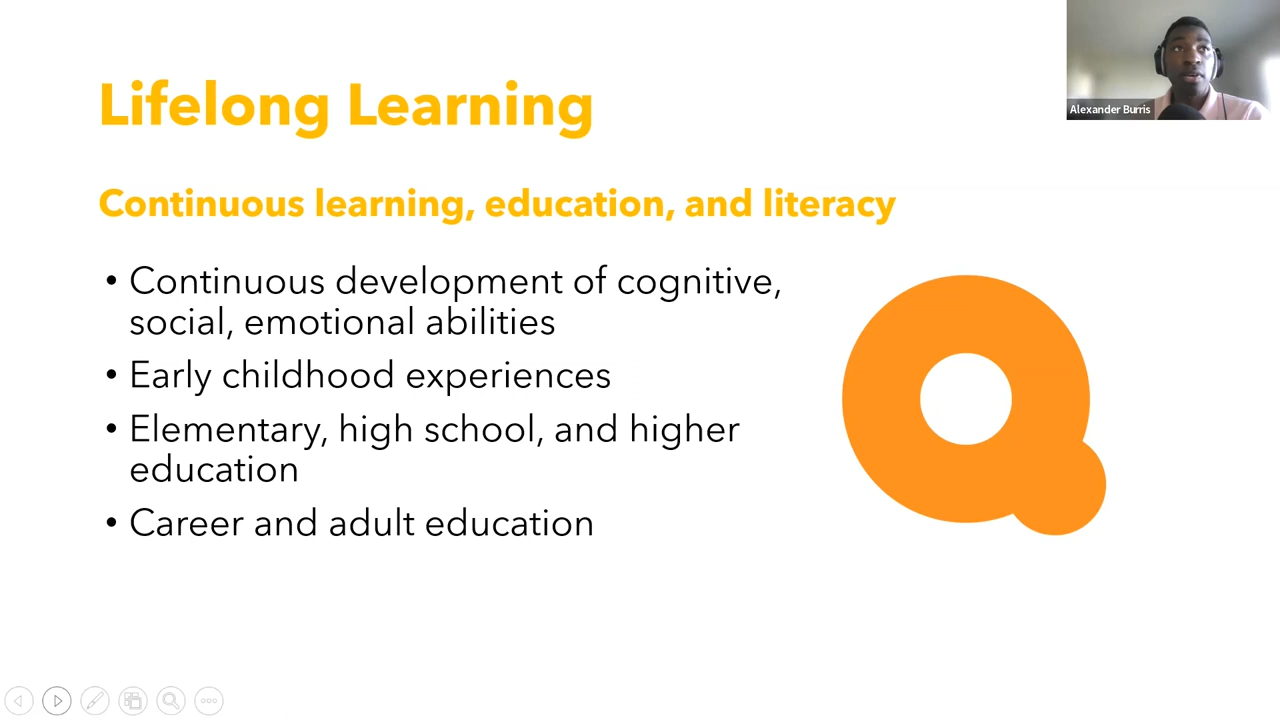 Lifelong Learning
Alexander Burris
Continuous learning, education, and literacy
• Continuous development of cognitive,
social, emotional abilities
• Early childhood experiences
• Elementary, high school, and higher
education
• Career and adult education